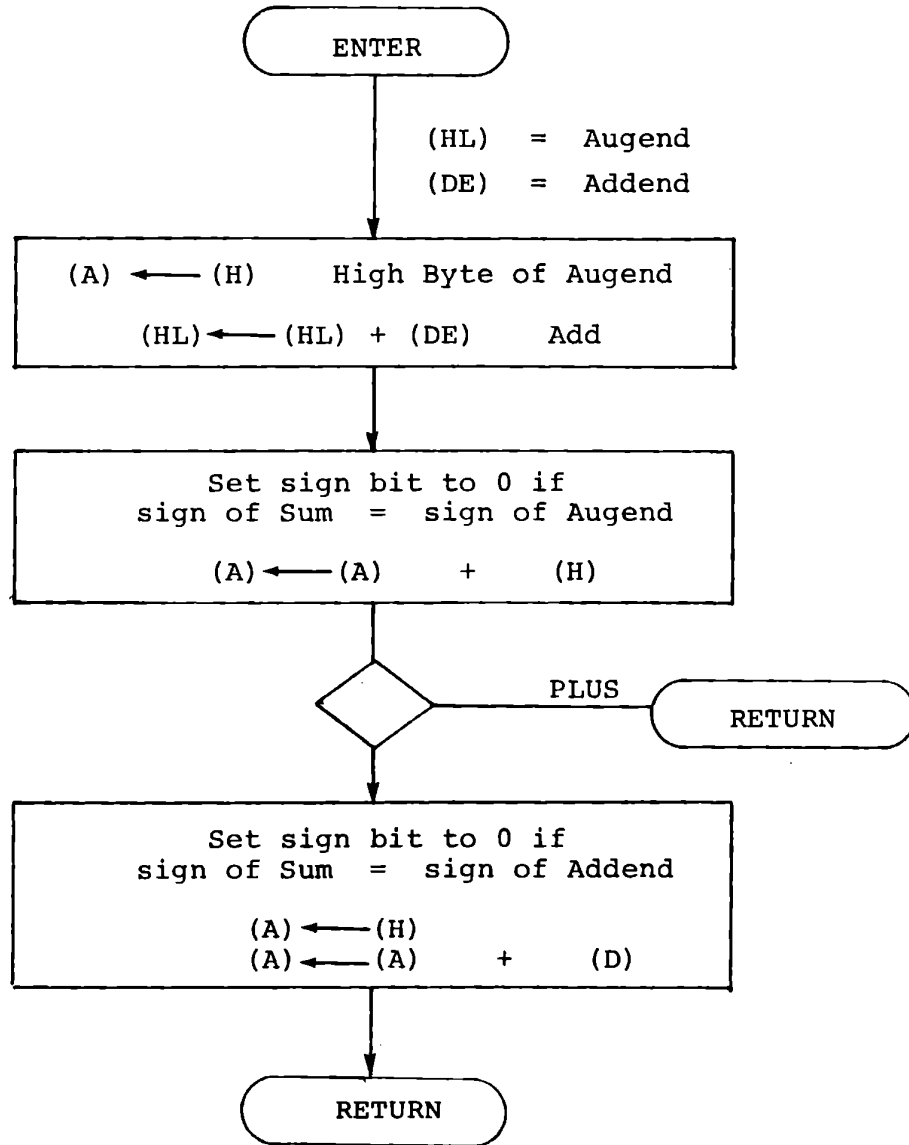 ENTER
(HL) = Augend
(DE) = Addend
(A) ← (H) High Byte of Augend
(HL) ← (HL) + (DE) Add
Set sign bit to 0 if
sign of Sum = sign of Augend
(A) ← (A) + (H)
PLUS
RETURN
Set sign bit to 0 if
sign of Sum = sign of Addend
(A) ← (H)
(A) ← (A) + (D)
RETURN